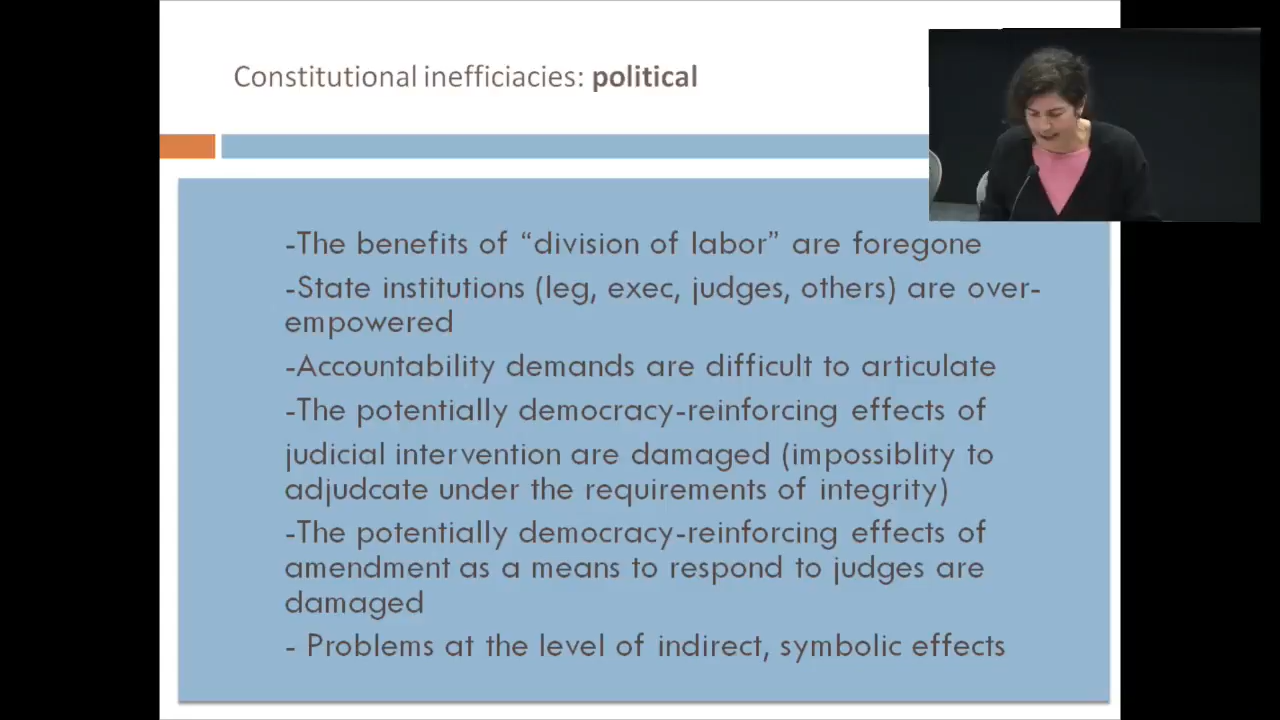 Constitutional inefficiacies: political
-The benefits of “division of labor” are foregone
-State institutions (leg, exec, judges, others) are over-
empowered
-Accountability demands are difficult to articulate
-The potentially democracy-reinforcing effects of
judicial intervention are damaged (impossiblity to
adjudcate under the requirements of integrity)
-The potentially democracy-reinforcing effects of
amendment as a means to respond to judges are
damaged
- Problems at the level of indirect, symbolic effects